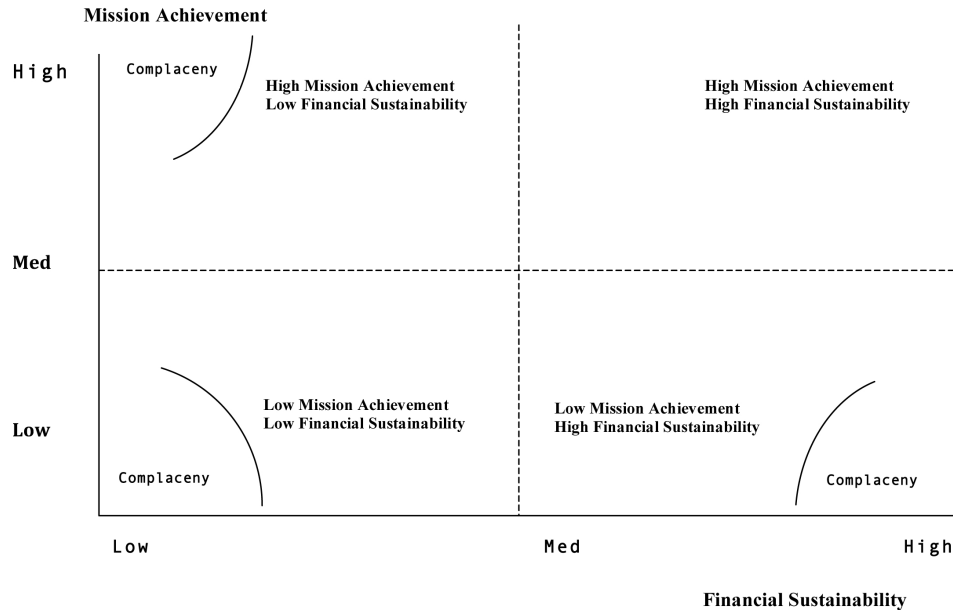 Mission Achievement
High
Complaceny
High Mission Achievement
Low Financial Sustainability
High Mission Achievement
High Financial Sustainability
Med
Low
Low Mission Achievement
Low Financial Sustainability
Low Mission Achievement
High Financial Sustainability
Complaceny
Complaceny
Low
Med
High
Financial Sustainability